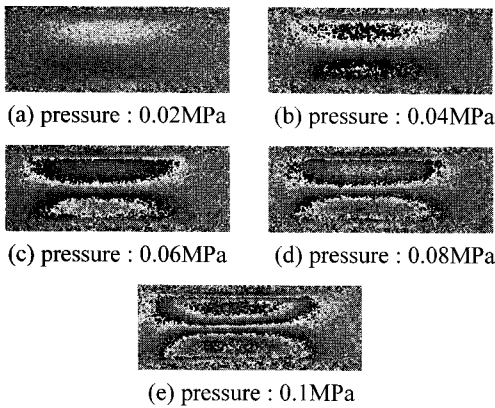 (a) pressure : 0.02MPa
(b) pressure : 0.04MPa
(c) pressure : 0.06MPa
(d) pressure : 0.08MPa
(e) pressure : 0.1MPa